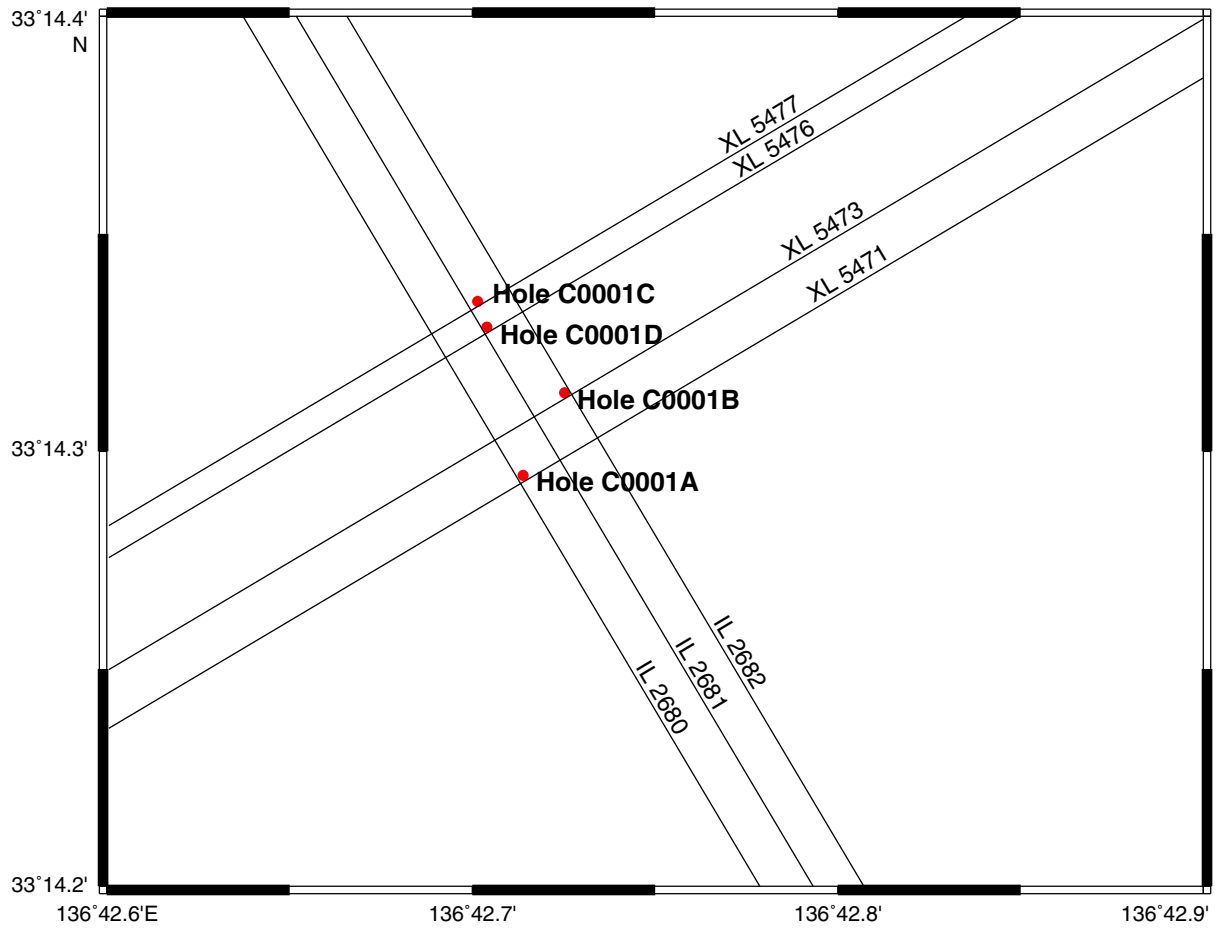 33˚14.4'
N
XL 5477
XL 5476
XL 5473
XL 5471
Hole C0001C
Hole C0001D
Hole C0001B
33˚14.3'
Hole C0001A
IL 2682
IL 2681
IL 2680
33˚14.2'
136˚42.6'E
136˚42.7'
136˚42.8'
136˚42.9'